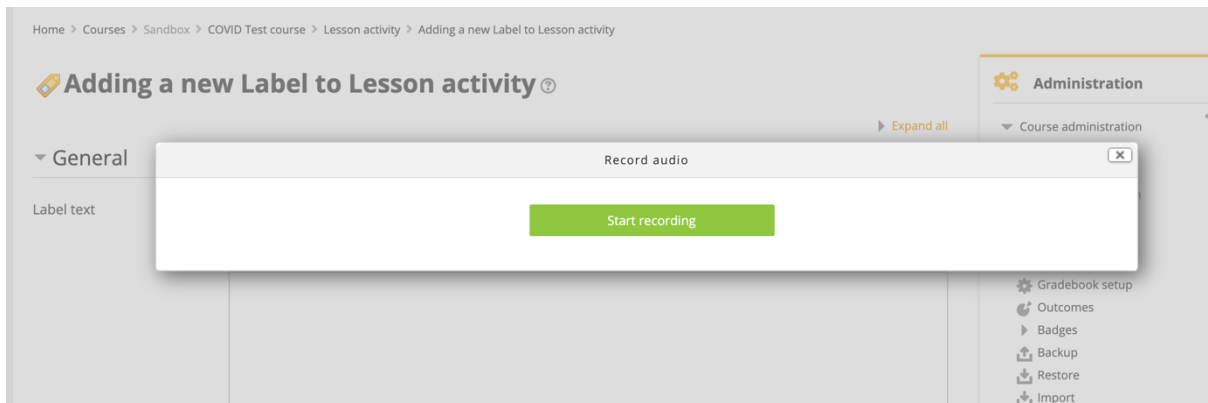 Home > Courses > Sandbox > COVID Test course > Lesson activity > Adding a new Label to Lesson activity
Adding a new Label to Lesson activity
Expand all
General
Label text
Record audio
Start recording
Administration
Course administration
Gradebook setup
Outcomes
Badges
Backup
Restore
Import